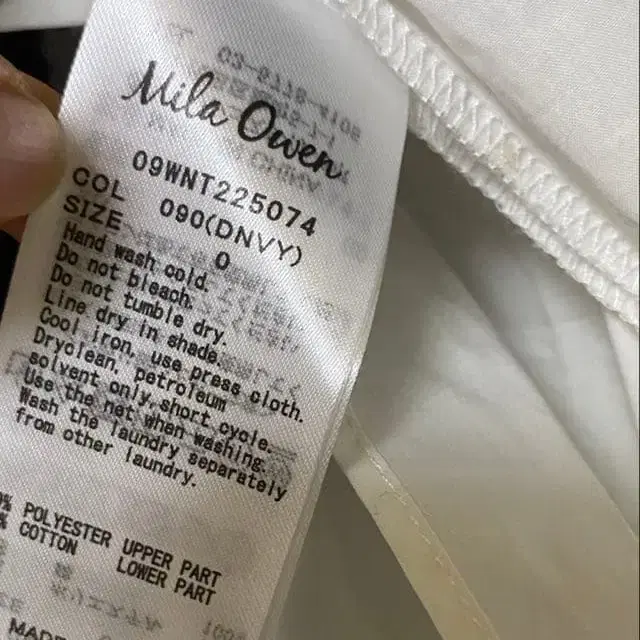 Mila Owen
09WNT225074
COL 090(DNVY)
SIZE 0
Hand wash cold.
Do not bleach.
Do not tumble dry.
Line dry in shade.
Cool iron, use press cloth.
Dryclean, petroleum
solvent only,short cycle.
Use the net when washing.
Wash the laundry separately
from other laundry.
% POLYESTER UPPER PART
% COTTON LOWER PART
MADE